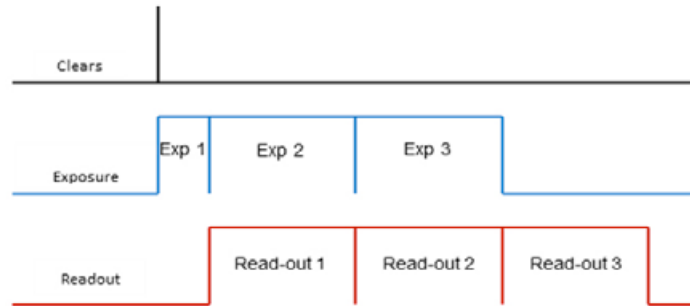 Clears
Exp 1
Exp 2
Exp 3
Exposure
Read-out 1
Read-out 2
Read-out 3
Readout